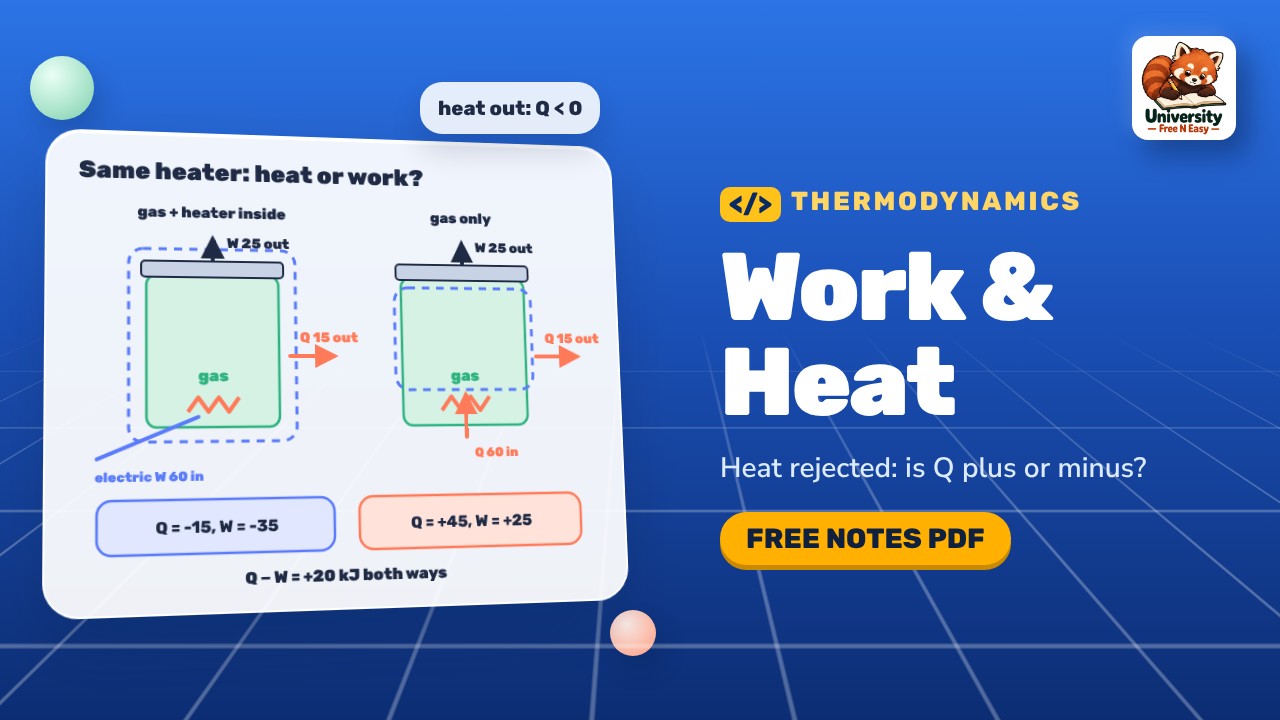 heat out: Q < 0
Same heater: heat or work?
gas + heater inside
W 25 out
Q 15 out
gas
electric W 60 in
Q = -15, W = -35
gas only
W 25 out
Q 15 out
gas
Q 60 in
Q = +45, W = +25
Q – W = +20 kJ both ways
University
Free N Easy
</> THERMODYNAMICS
Work &
Heat
Heat rejected: is Q plus or minus?
FREE NOTES PDF